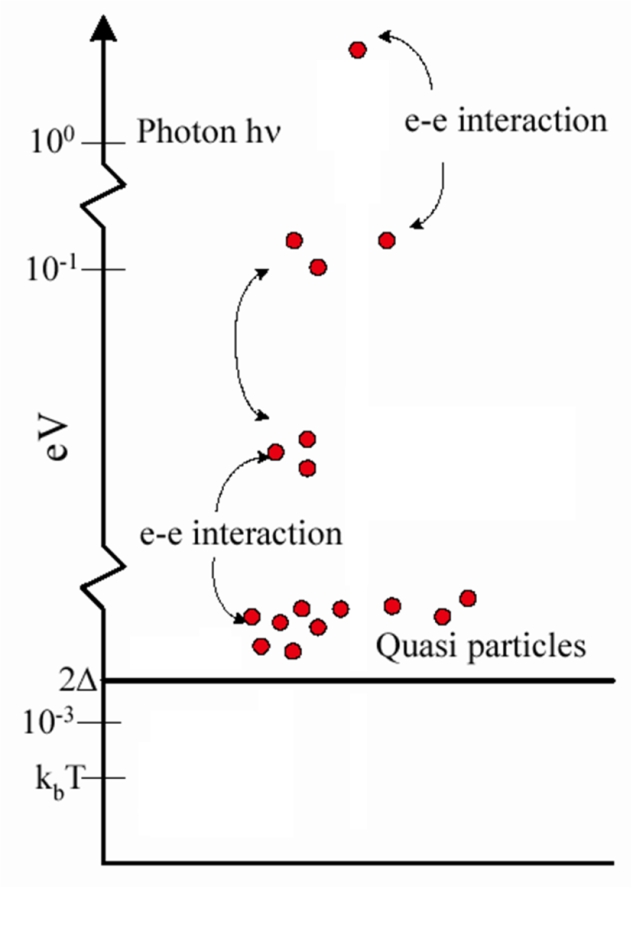 e-e interaction
10⁰
Photon hν
10⁻¹
eV
e-e interaction
Quasi particles
2Δ
10⁻³
k_bT